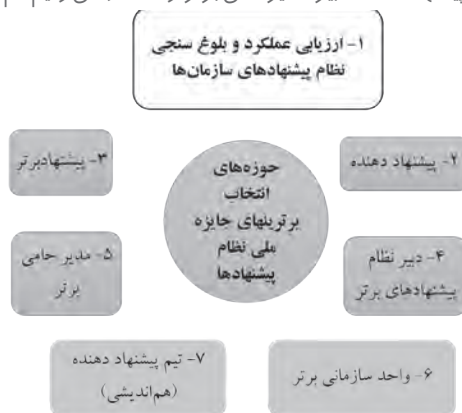 ۱- ارزیابی عملکرد و بلوغ سنجی
نظام پیشنهادهای سازمان‌ها
۲- پیشنهاد دهنده
۳- پیشنهادبرتر
حوزه‌های
انتخاب
برترینهای جایزه
ملی نظام
پیشنهادها
۴- دبیر نظام
پیشنهادهای برتر
۵- مدیر حامی
برتر
۶- واحد سازمانی برتر
۷- تیم پیشنهاد دهنده
(هم‌اندیشی)